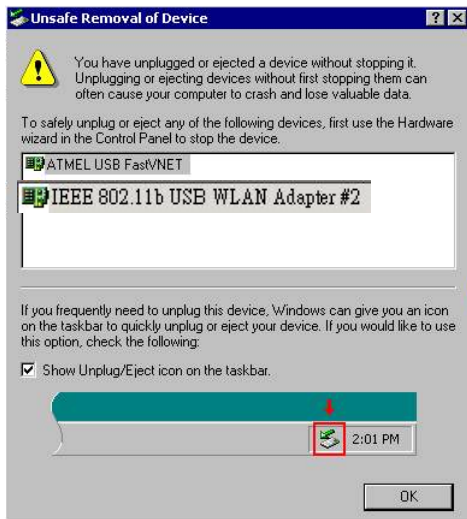 Unsafe Removal of Device
You have unplugged or ejected a device without stopping it.
Unplugging or ejecting devices without first stopping them can
often cause your computer to crash and lose valuable data.
To safely unplug or eject any of the following devices, first use the Hardware
wizard in the Control Panel to stop the device.
ATMEL USB FastVNET
IEEE 802.11b USB WLAN Adapter #2
If you frequently need to unplug this device, Windows can give you an icon
on the taskbar to quickly unplug or eject your device. If you would like to use
this option, check the following:
Show Unplug/Eject icon on the taskbar.
2:01 PM
OK